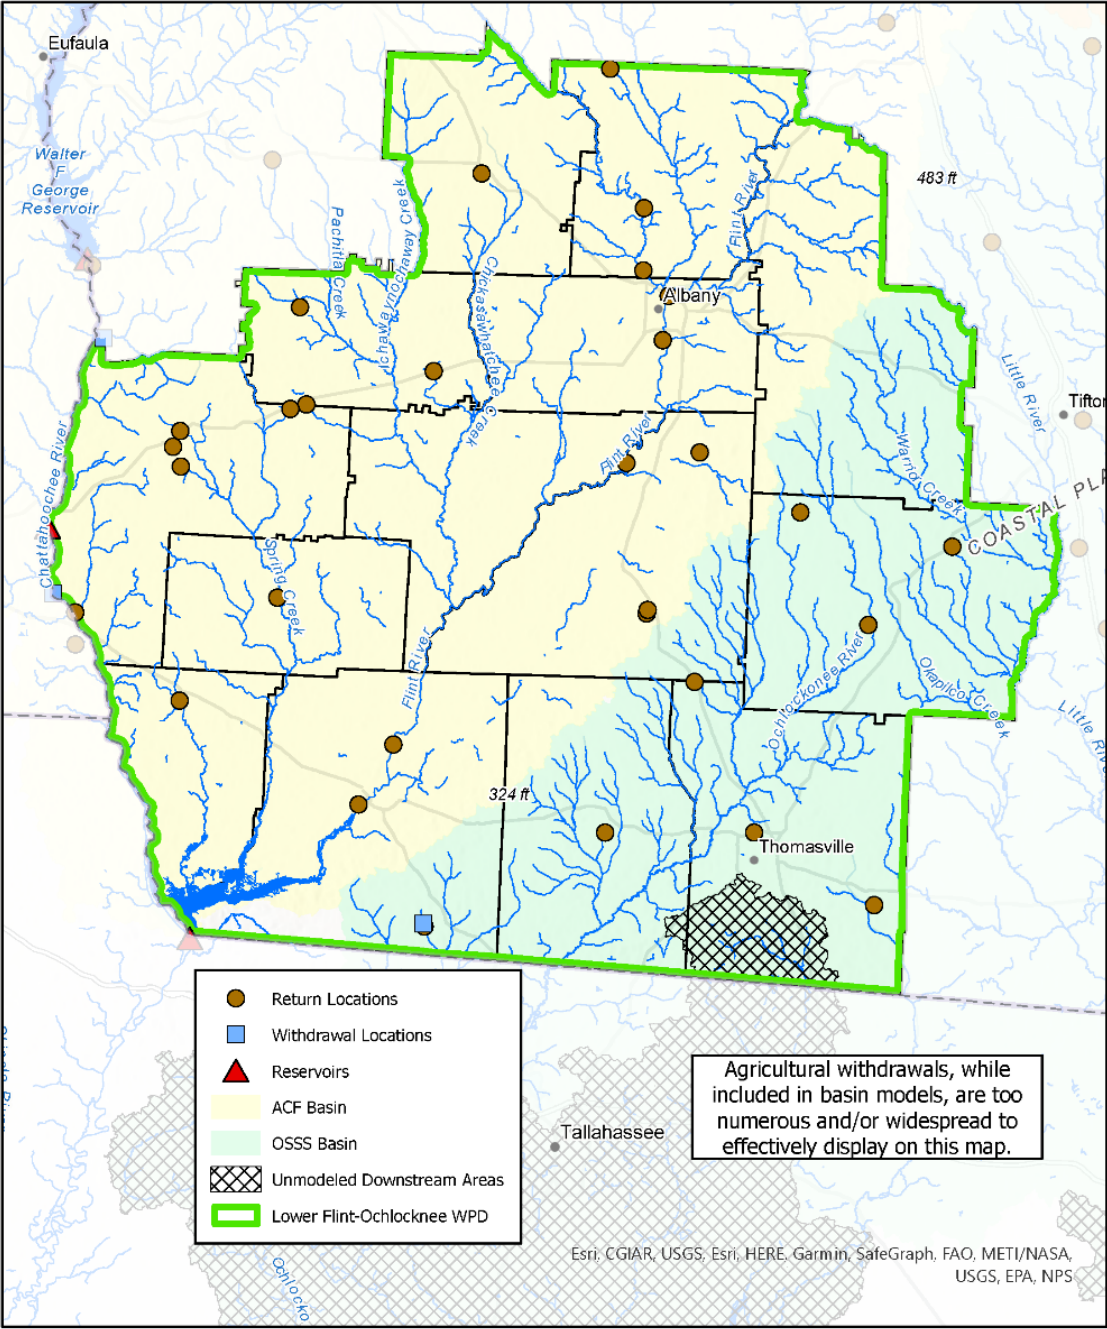 Eufaula
Walter
F
George
Reservoir
483 ft
Flint River
Pachitla Creek
Ichawaynochaway Creek
Chickasawhatchee Creek
Albany
Little River
Tifton
Chattahoochee River
Flint River
Warrior Creek
COASTAL PLA
Spring Creek
Flint River
Ochlockonee River
Okapilco Creek
Little Rive
324 ft
Thomasville
Return Locations
Withdrawal Locations
Reservoirs
ACF Basin
OSSS Basin
Unmodeled Downstream Areas
Lower Flint-Ochlocknee WPD
Agricultural withdrawals, while
included in basin models, are too
numerous and/or widespread to
effectively display on this map.
Tallahassee
Ochlocko
Esri, CGIAR, USGS, Esri, HERE, Garmin, SafeGraph, FAO, METI/NASA,
USGS, EPA, NPS